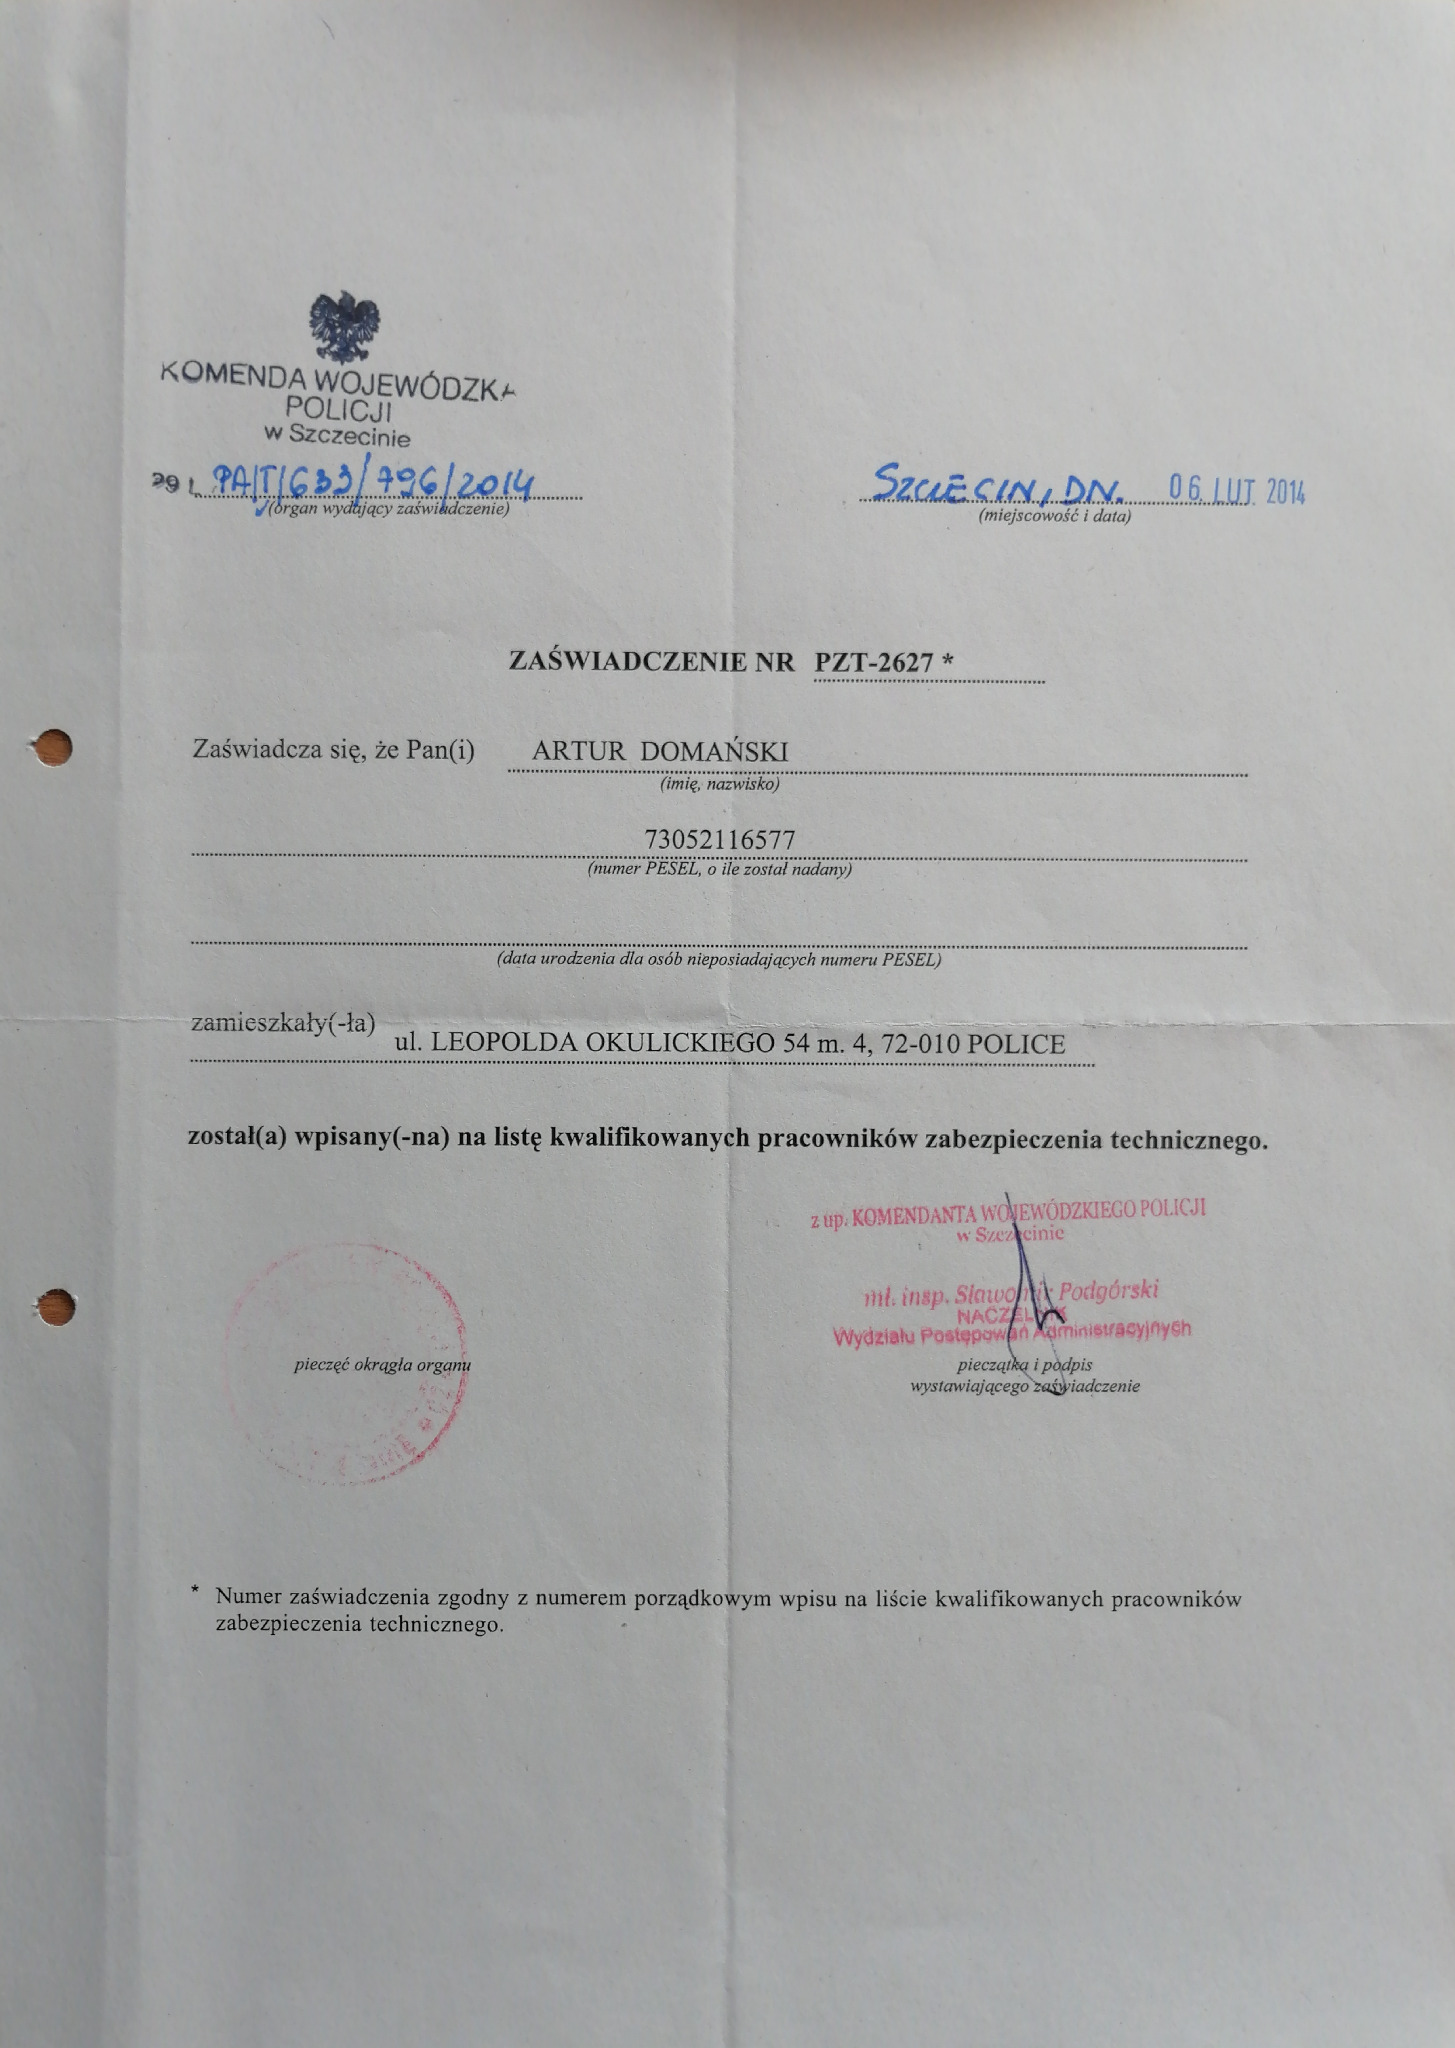 KOMENDA WOJEWÓDZKA
POLICJI
w Szczecinie
PA/T/633/796/2014
(organ wydający zaświadczenie)
SZCZECIN, DN. 06. LUT 2014
(miejscowość i data)
ZAŚWIADCZENIE NR PZT-2627 *
Zaświadcza się, że Pan(i) ARTUR DOMAŃSKI
(imię, nazwisko)
73052116577
(numer PESEL, o ile został nadany)
(data urodzenia dla osób nieposiadających numeru PESEL)
zamieszkały(-ła) ul. LEOPOLDA OKULICKIEGO 54 m. 4, 72-010 POLICE
został(a) wpisany(-na) na listę kwalifikowanych pracowników zabezpieczenia technicznego.
z up. KOMENDANTA WOJEWÓDZKIEGO POLICJI
w Szczecinie
mł. insp. Sławomir Podgórski
NACZELNIK
Wydziału Postępowań Administracyjnych
pieczęć okrągła organu
pieczątka i podpis
wystawiającego zaświadczenie
* Numer zaświadczenia zgodny z numerem porządkowym wpisu na liście kwalifikowanych pracowników
zabezpieczenia technicznego.